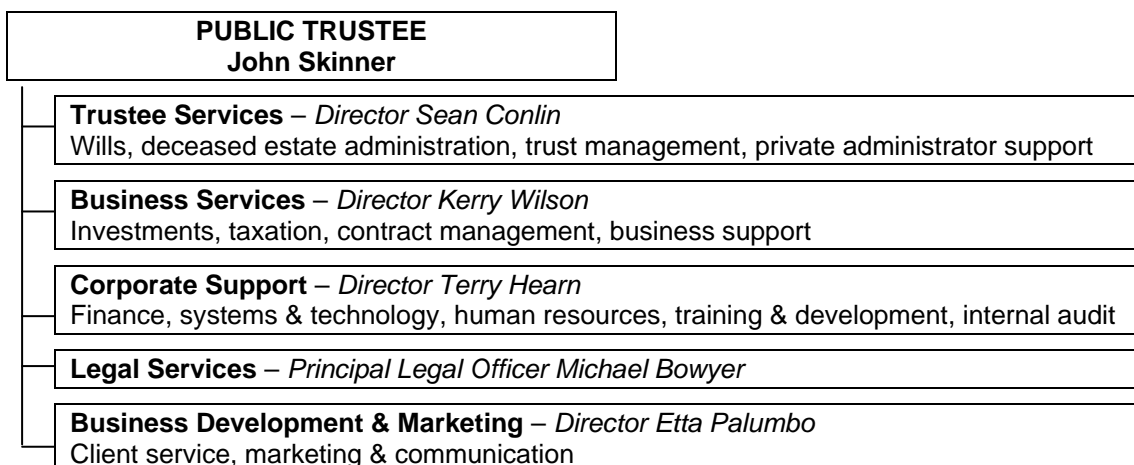 PUBLIC TRUSTEE
John Skinner
Trustee Services – Director Sean Conlin
Wills, deceased estate administration, trust management, private administrator support
Business Services – Director Kerry Wilson
Investments, taxation, contract management, business support
Corporate Support – Director Terry Hearn
Finance, systems & technology, human resources, training & development, internal audit
Legal Services – Principal Legal Officer Michael Bowyer
Business Development & Marketing – Director Etta Palumbo
Client service, marketing & communication